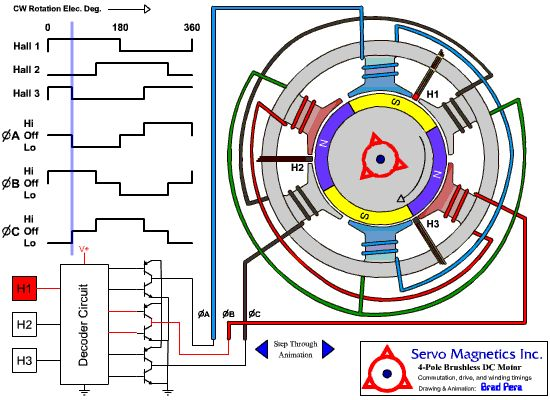 CW Rotation Elec. Deg.
0 180 360
Hall 1
Hall 2
Hall 3
Hi
ØA Off
Lo
Hi
ØB Off
Lo
Hi
ØC Off
Lo
V+
H1
H2
H3
Decoder Circuit
ØA ØB ØC
Step Through
Animation
H1
H2
H3
S
N
N
S
Servo Magnetics Inc.
4-Pole Brushless DC Motor
Commutation, drive, and winding timings
Drawing & Animation: Brad Pera